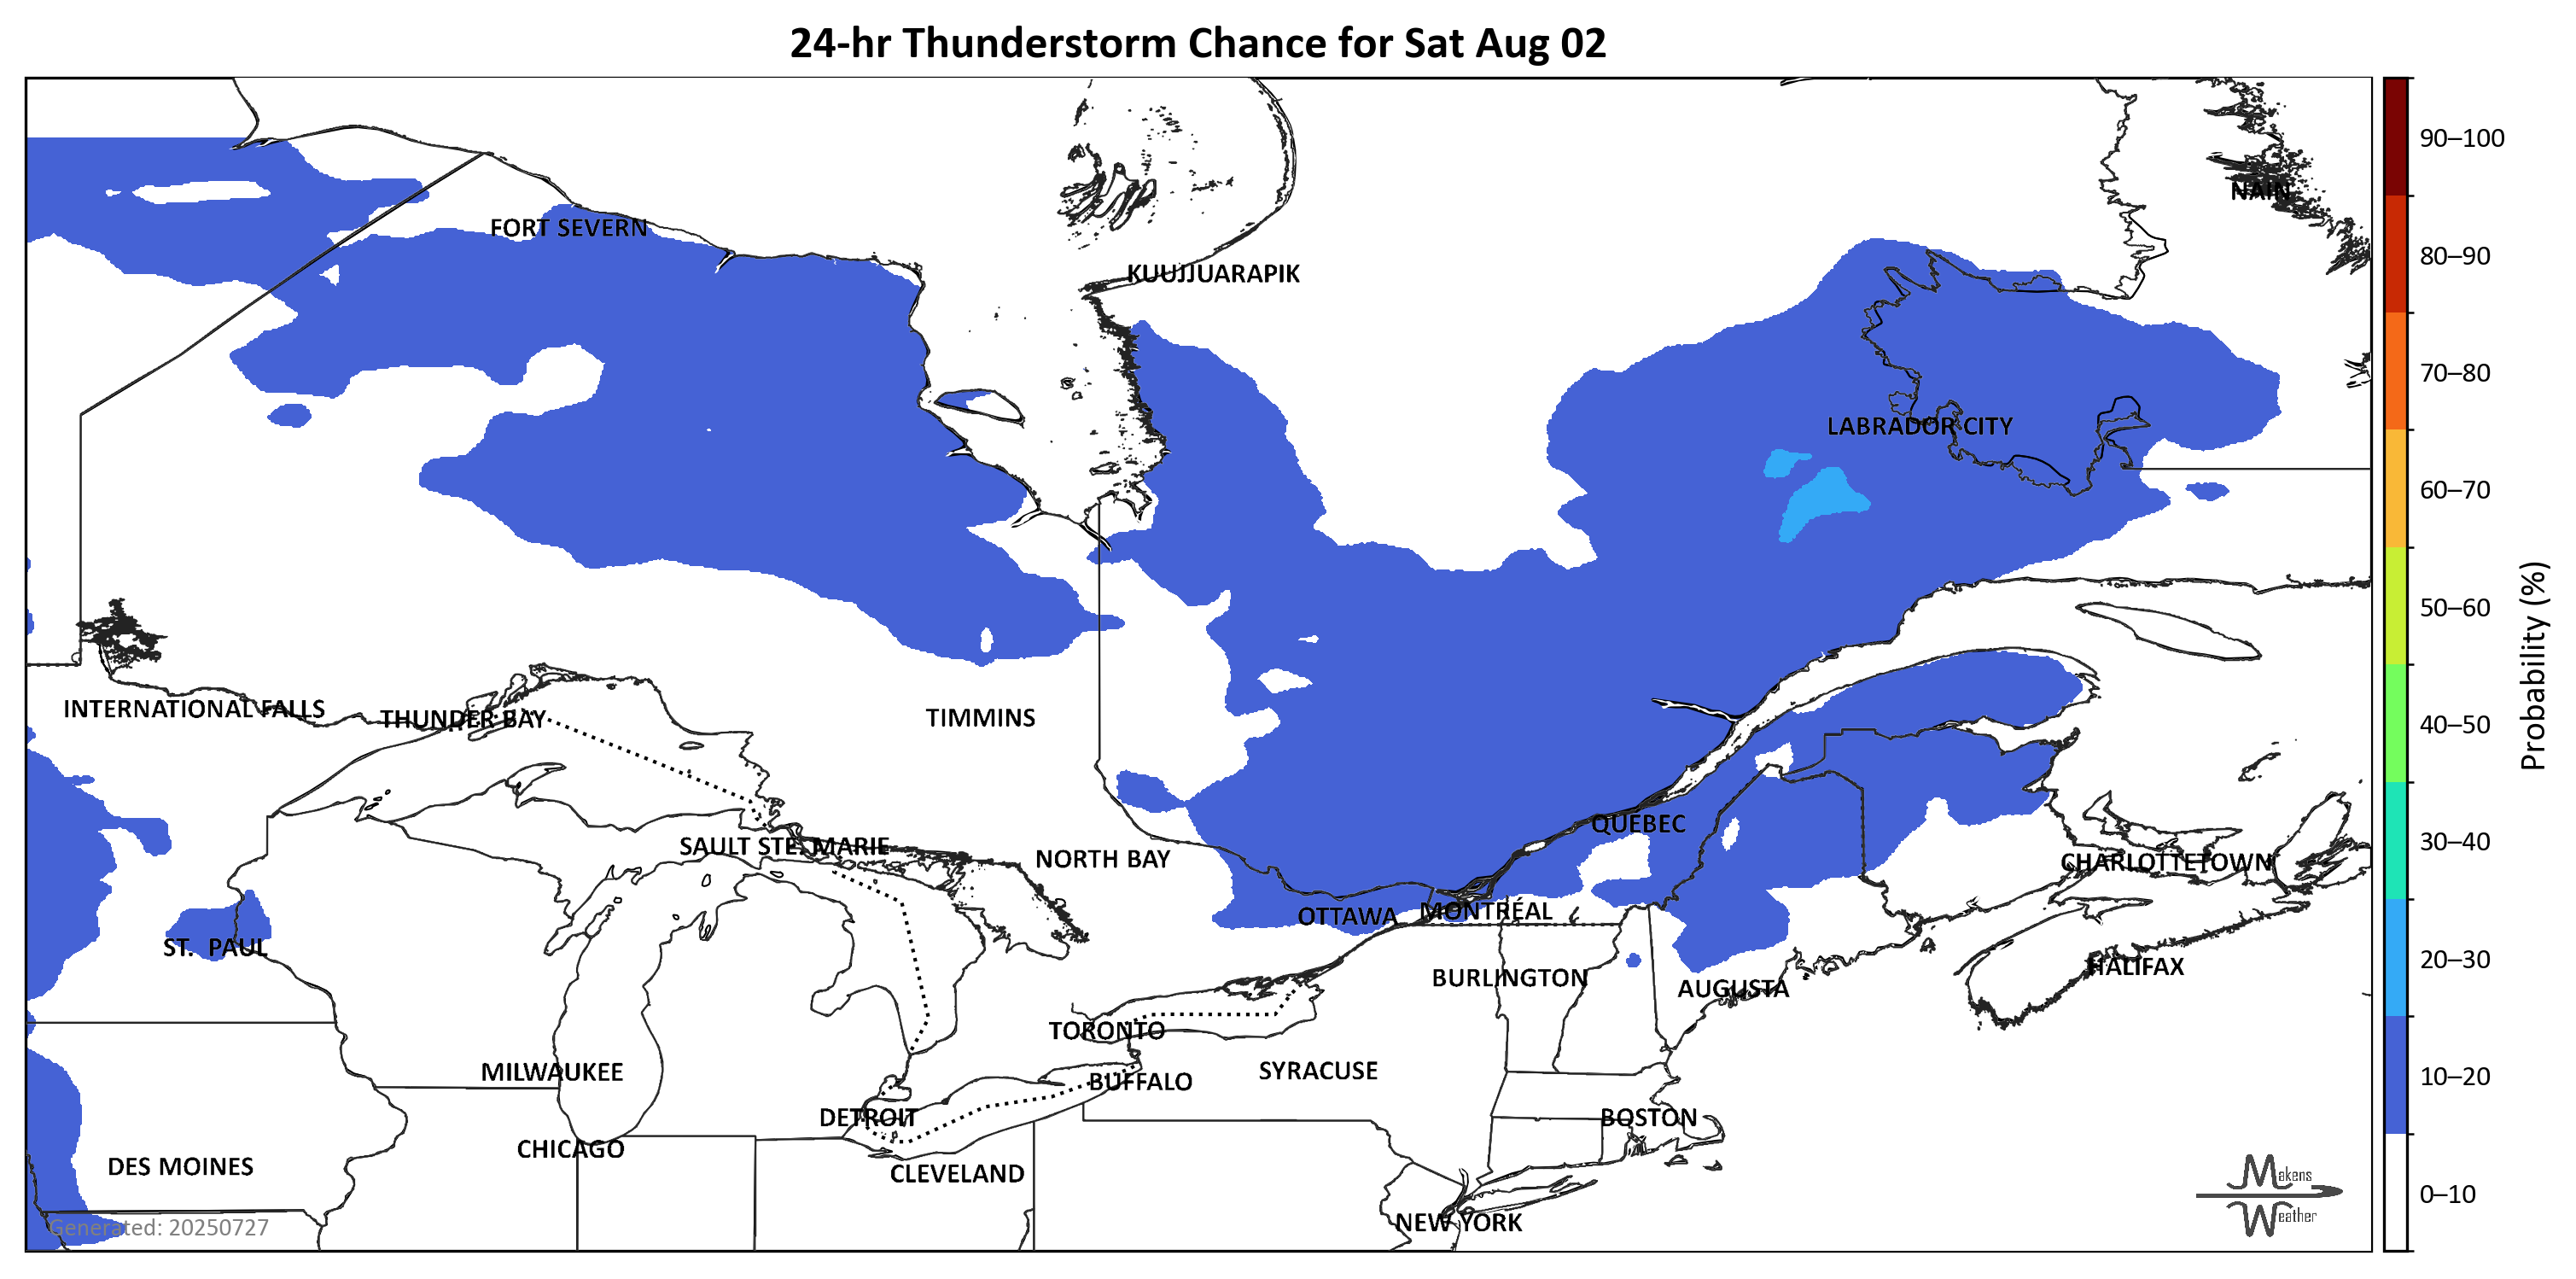 24-hr Thunderstorm Chance for Sat Aug 02
90–100
NAIN
FORT SEVERN
80–90
KUUJJUARAPIK
70–80
LABRADOR CITY
60–70
50–60
Probability (%)
INTERNATIONAL FALLS
THUNDER BAY
TIMMINS
40–50
QUEBEC
30–40
SAULT STE. MARIE
NORTH BAY
CHARLOTTETOWN
OTTAWA
MONTRÉAL
ST. PAUL
20–30
BURLINGTON
HALIFAX
AUGUSTA
TORONTO
MILWAUKEE
SYRACUSE
BUFFALO
10–20
DETROIT
BOSTON
CHICAGO
DES MOINES
CLEVELAND
Makens
Weather
0–10
NEW YORK
Generated: 20250727